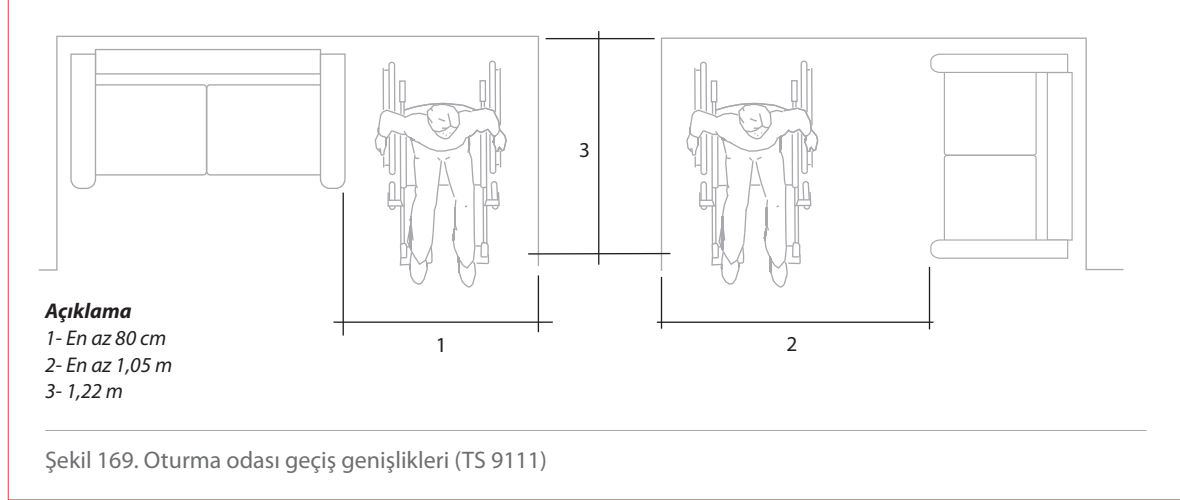 3
1
2
Açıklama
1- En az 80 cm
2- En az 1,05 m
3- 1,22 m
Şekil 169. Oturma odası geçiş genişlikleri (TS 9111)